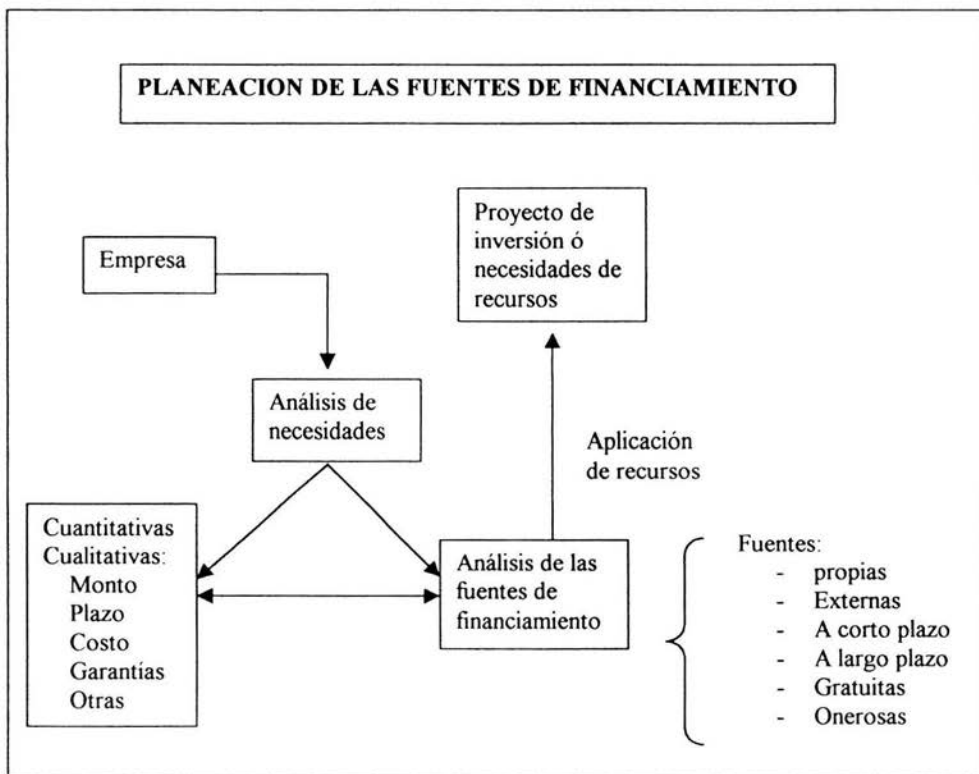 PLANEACION DE LAS FUENTES DE FINANCIAMIENTO
Empresa
Proyecto de
inversión ó
necesidades de
recursos
Análisis de
necesidades
Aplicación
de recursos
Cuantitativas
Cualitativas:
Monto
Plazo
Costo
Garantías
Otras
Análisis de las
fuentes de
financiamiento
Fuentes:
- propias
- Externas
- A corto plazo
- A largo plazo
- Gratuitas
- Onerosas